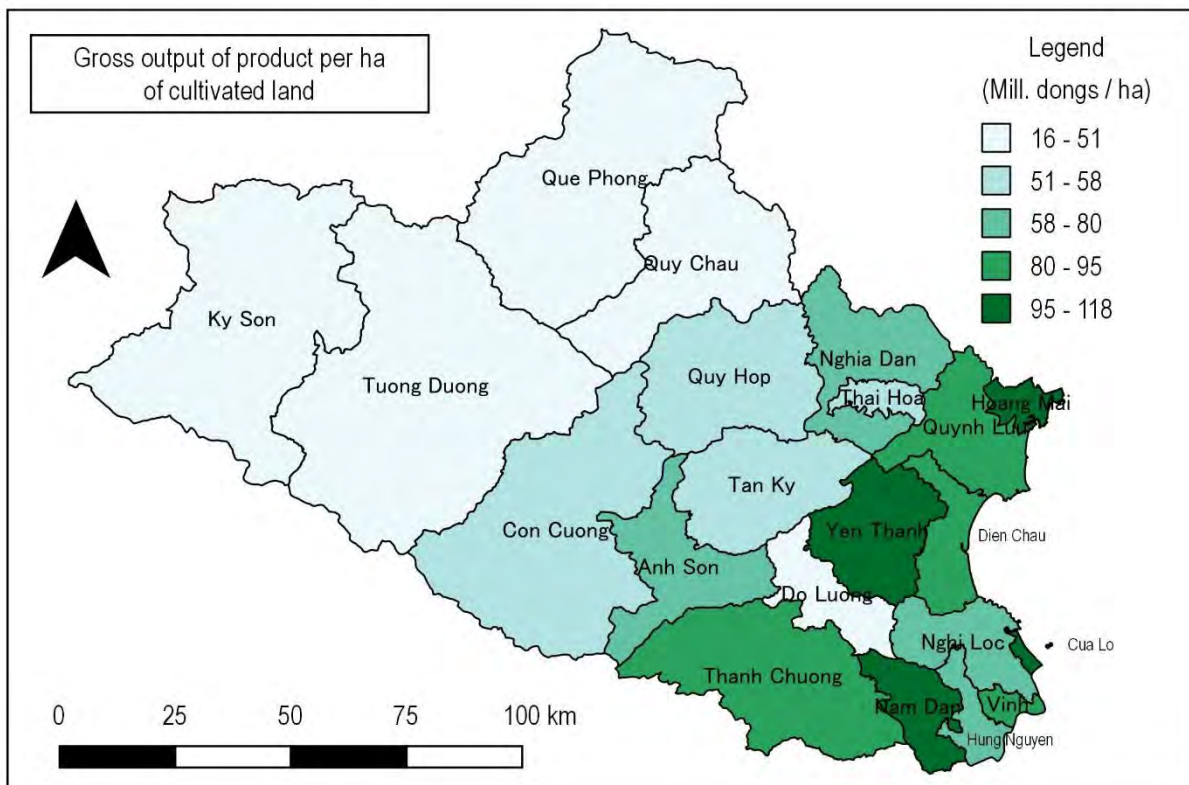 Gross output of product per ha
of cultivated land
Legend
(Mill. dongs / ha)
16 - 51
51 - 58
58 - 80
80 - 95
95 - 118
Que Phong
Quy Chau
Ky Son
Tuong Duong
Quy Hop
Nghia Dan
Thai Hoa
Hoang Mai
Quynh Luu
Tan Ky
Con Cuong
Yen Thanh
Dien Chau
Anh Son
Do Luong
Nghi Loc
Cua Lo
Thanh Chuong
Nam Dan
Vinh
Hung Nguyen
0 25 50 75 100 km